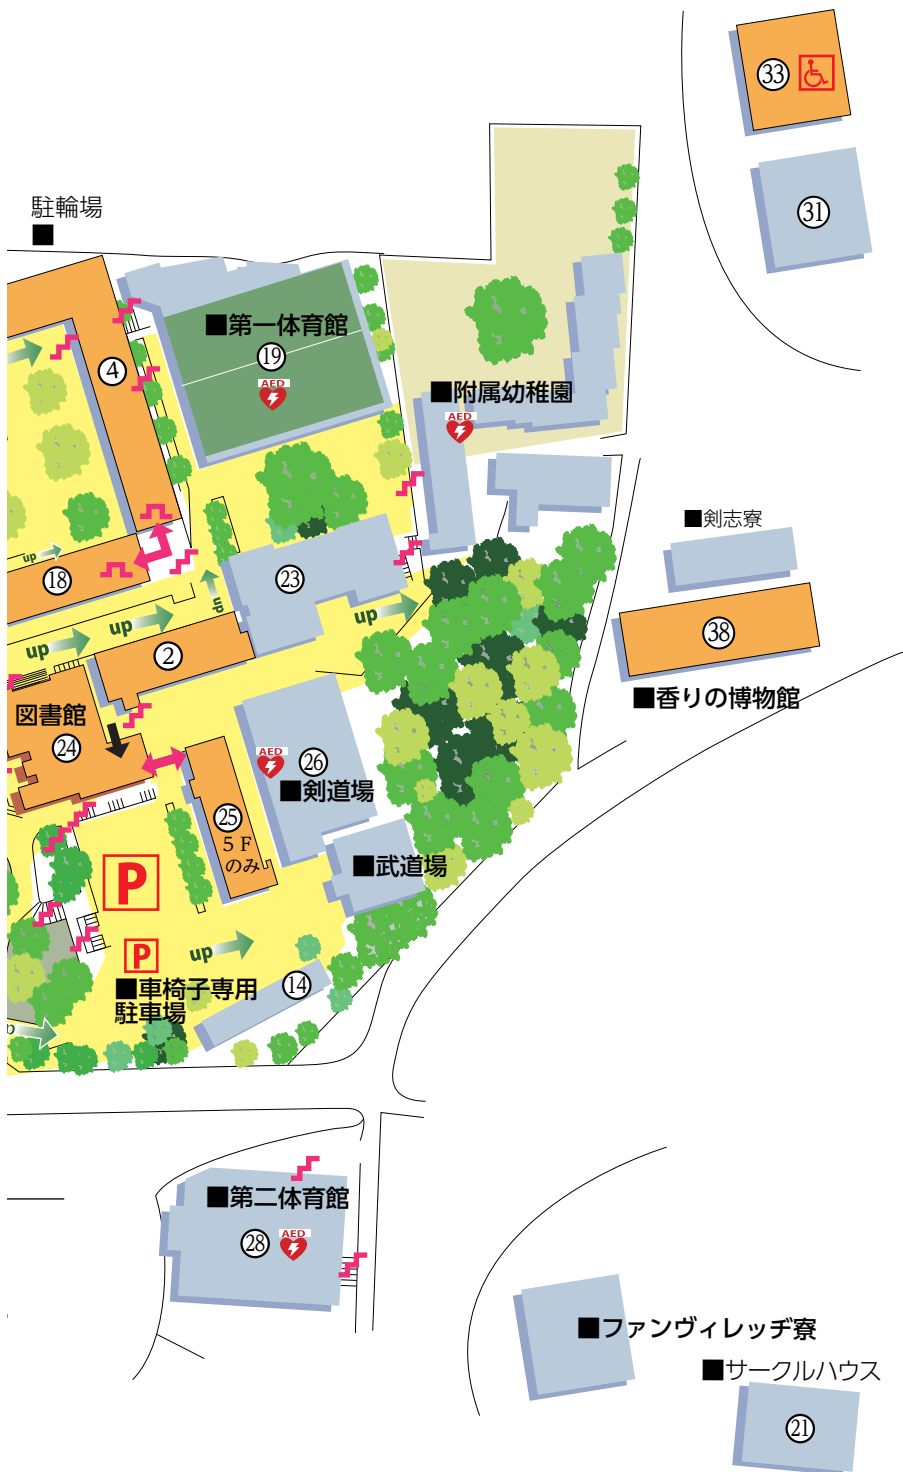 ㉝
㉛
駐輪場
■
■第一体育館
⑲
AED
④
■附属幼稚園
AED
■剣志寮
up
⑱
㉓
up
up
up
up
②
㊳
■香りの博物館
図書館
㉔
AED
㉖
■剣道場
㉕
5F
のみ
■武道場
P
up
P
■車椅子専用
駐車場
⑭
■第二体育館
㉘
AED
■ファンヴィレッヂ寮
■サークルハウス
㉑